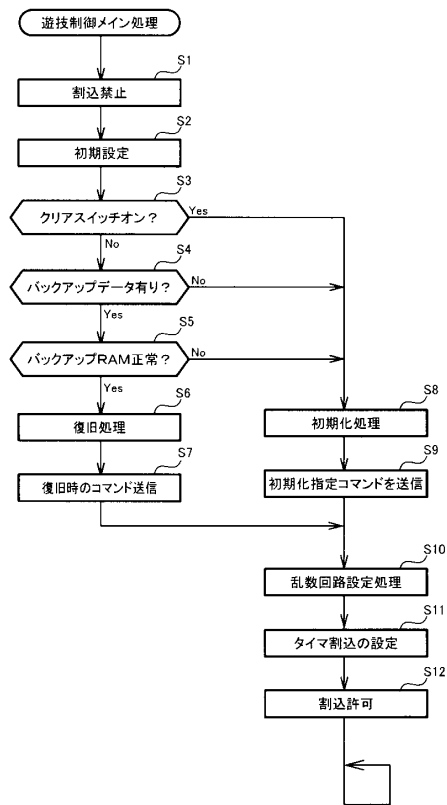 遊技制御メイン処理
S1
割込禁止
S2
初期設定
S3
クリアスイッチオン？
Yes
No
S4
バックアップデータ有り？
No
Yes
S5
バックアップRAM正常？
No
Yes
S6
復旧処理
S7
復旧時のコマンド送信
S8
初期化処理
S9
初期化指定コマンドを送信
S10
乱数回路設定処理
S11
タイマ割込の設定
S12
割込許可